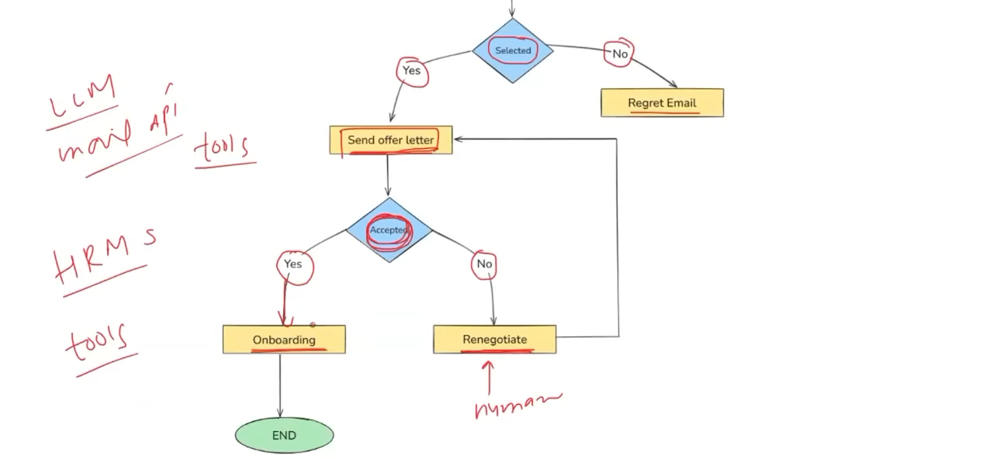 Selected
No
Yes
Regret Email
LLM
mail API
tools
Send offer letter
Accepted
HRMS
Yes
No
tools
Onboarding
Renegotiate
human
END